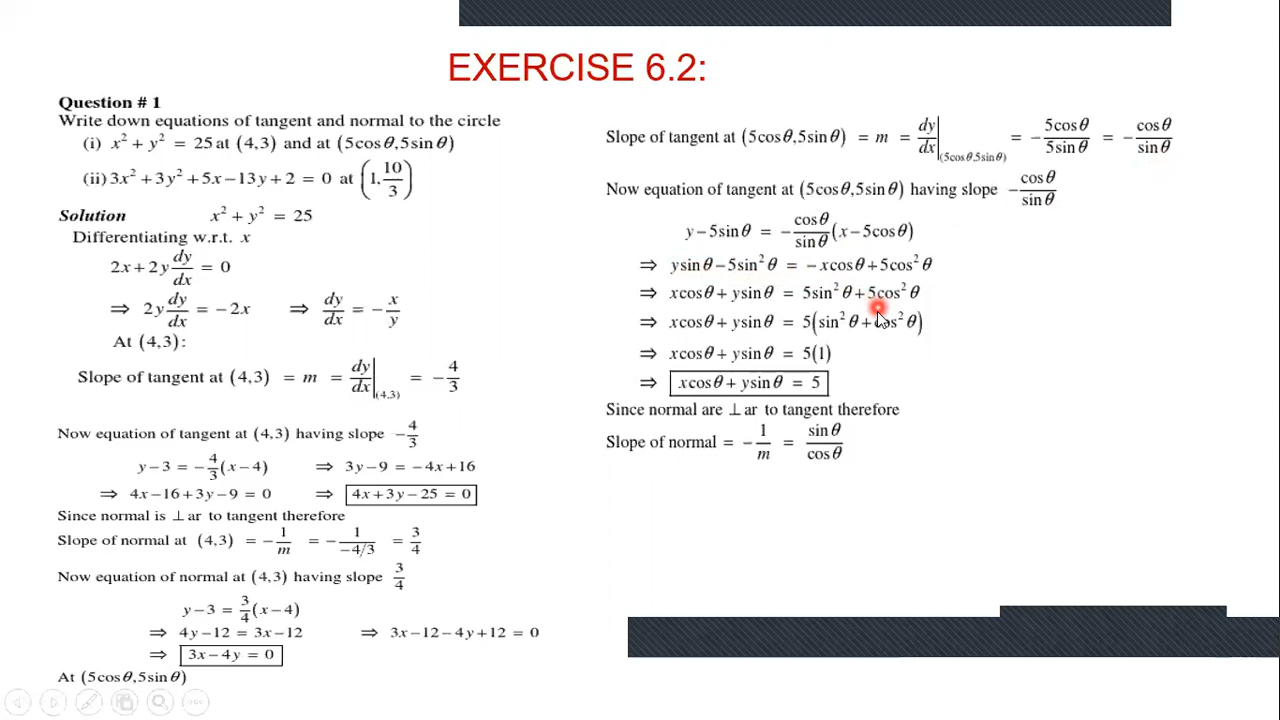 EXERCISE 6.2:
Question # 1
Write down equations of tangent and normal to the circle
(i) x² + y² = 25 at (4,3) and at (5cosθ,5sinθ)
(ii) 3x² + 3y² + 5x − 13y + 2 = 0 at (1, 10/3)
Solution x² + y² = 25
Differentiating w.r.t. x
2x + 2y dy/dx = 0
⇒ 2y dy/dx = −2x ⇒ dy/dx = − x/y
At (4,3):
Slope of tangent at (4,3) = m = dy/dx |(4,3) = − 4/3
Now equation of tangent at (4,3) having slope − 4/3
y − 3 = − 4/3 (x − 4) ⇒ 3y − 9 = −4x + 16
⇒ 4x − 16 + 3y − 9 = 0 ⇒ 4x + 3y − 25 = 0
Since normal is ⊥ ar to tangent therefore
Slope of normal at (4,3) = − 1/m = − 1/−4/3 = 3/4
Now equation of normal at (4,3) having slope 3/4
y − 3 = 3/4 (x − 4)
⇒ 4y − 12 = 3x − 12 ⇒ 3x − 12 − 4y + 12 = 0
⇒ 3x − 4y = 0
At (5cosθ,5sinθ)
Slope of tangent at (5cosθ,5sinθ) = m = dy/dx |(5cosθ,5sinθ) = − 5cosθ/5sinθ = − cosθ/sinθ
Now equation of tangent at (5cosθ,5sinθ) having slope − cosθ/sinθ
y − 5sinθ = − cosθ/sinθ (x − 5cosθ)
⇒ ysinθ − 5sin²θ = −xcosθ + 5cos²θ
⇒ xcosθ + ysinθ = 5sin²θ + 5cos²θ
⇒ xcosθ + ysinθ = 5(sin²θ + cos²θ)
⇒ xcosθ + ysinθ = 5(1)
⇒ xcosθ + ysinθ = 5
Since normal are ⊥ ar to tangent therefore
Slope of normal = − 1/m = sinθ/cosθ